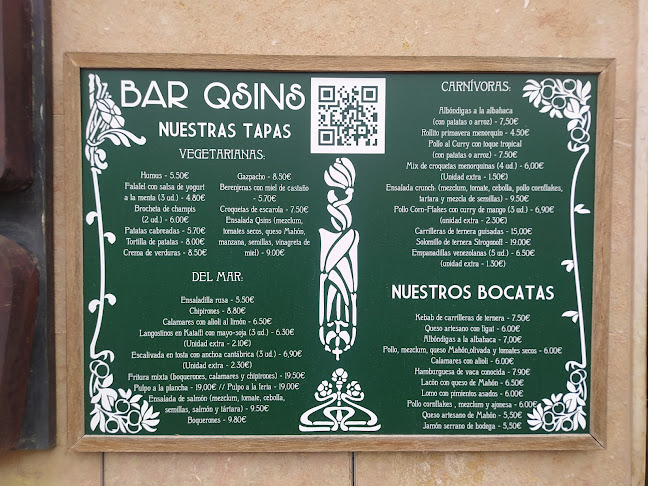 BAR QSINS
NUESTRAS TAPAS
VEGETARIANAS:
Humus - 5.50€
Falafel con salsa de yogurt
a la menta (3 ud.) - 4.80€
Brocheta de champis
(2 ud.) - 6.00€
Patatas cabreadas - 5.70€
Tortilla de patatas - 8.00€
Crema de verduras - 8.50€
Gazpacho - 8.50€
Berenjenas con miel de castaño
- 5.70€
Croquetas de escarola - 7.50€
Ensalada Qsins (mezclum,
tomates secos, queso Mahón,
manzana, semillas, vinagreta de
miel) - 9.00€
DEL MAR:
Ensaladilla rusa - 5.50€
Chipirones - 8.80€
Calamares con alioli al limón - 6.50€
Langostinos en Kataifi con mayo-soja (3 ud.) - 6.30€
(Unidad extra - 2.10€)
Escalivada en tosta con anchoa cantábrica (3 ud.) - 6,90€
(unidad extra - 2.30€)
Fritura mixta (boquerones, calamares y chipirones) - 19.50€
Pulpo a la plancha - 19,00€ // Pulpo a la feria - 19,00€
Ensalada de salmón (mezclum, tomate, cebolla,
semillas, salmón y tártara) - 9.50€
Boquerones - 9.80€
CARNÍVORAS:
Albóndigas a la albahaca
(con patatas o arroz) - 7,50€
Rollito primavera menorquín - 4.50€
Pollo al Curry con toque tropical
(con patatas o arroz) - 7.50€
Mix de croquetas menorquinas (4 ud.) - 6,00€
(Unidad extra - 1.50€)
Ensalada crunch (mezclum, tomate, cebolla, pollo cornflakes,
tartara y mezcla de semillas) - 9.50€
Pollo Corn-Flakes con curry de mango (3 ud.) - 6,90€
(unidad extra - 2.30€)
Carrilleras de ternera guisadas - 15,00€
Solomillo de ternera Strogonoff - 19.00€
Empanadillas venezolanas (5 ud.) - 6.50€
(unidad extra - 1.30€)
NUESTROS BOCATAS
Kebab de carrilleras de ternera - 7.50€
Queso artesano con figat - 6.00€
Albóndigas a la albahaca - 7,00€
Pollo, mezclum, queso Mahón,olivada y tomates secos - 6.00€
Calamares con alioli - 6.00€
Hamburguesa de vaca conocida - 7.90€
Lacón con queso de Mahón - 6.50€
Lomo con pimientos asados - 6.00€
Pollo cornflakes , mezclum y ajonesa - 6.00€
Queso artesano de Mahón - 5,50€
Jamón serrano de bodega - 5,50€